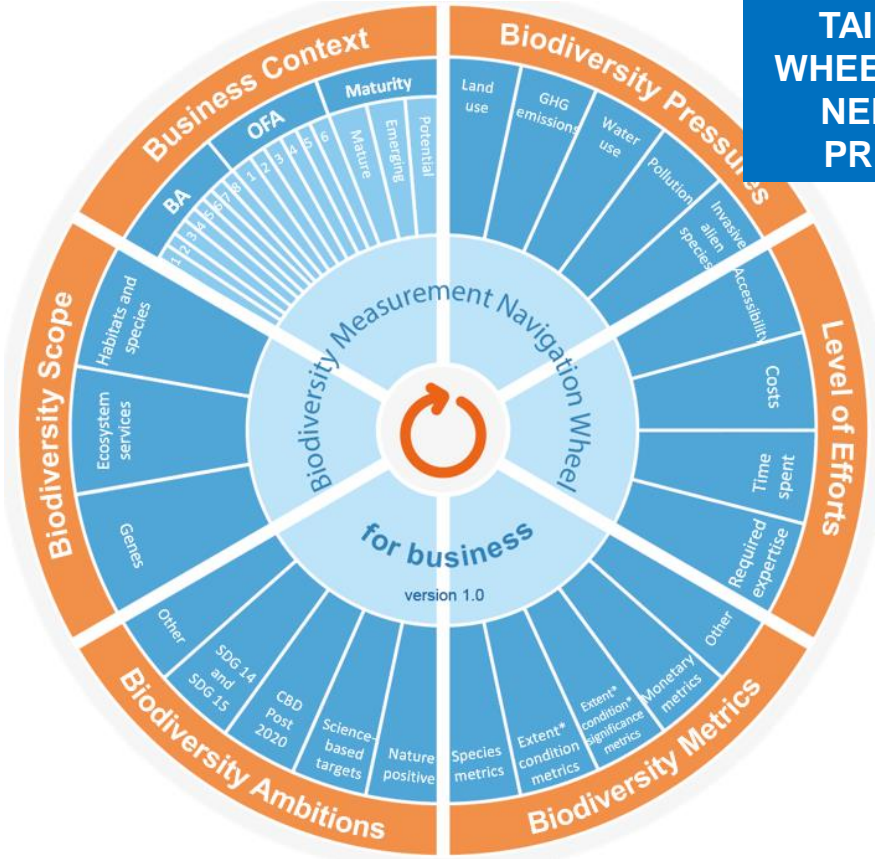 TAI
WHEE
NE
PR
Business Context
BA
1
2
3
4
5
6
7
8
OFA
1
2
3
4
5
6
Maturity
Mature
Emerging
Potential
Biodiversity Pressures
Land
use
GHG
emissions
Water
use
Pollution
Invasive
alien
species
Level of Efforts
Accessibility
Costs
Time
spent
Required
expertise
Biodiversity Metrics
Other
Monetary
metrics
Extent*
condition*
significance
metrics
Extent*
condition
metrics
Species
metrics
Biodiversity Ambitions
Nature
positive
Science-
based
targets
CBD
Post
2020
SDG 14
and
SDG 15
Other
Biodiversity Scope
Genes
Ecosystem
services
Habitats and
species
Biodiversity Measurement Navigation Wheel
for business
version 1.0